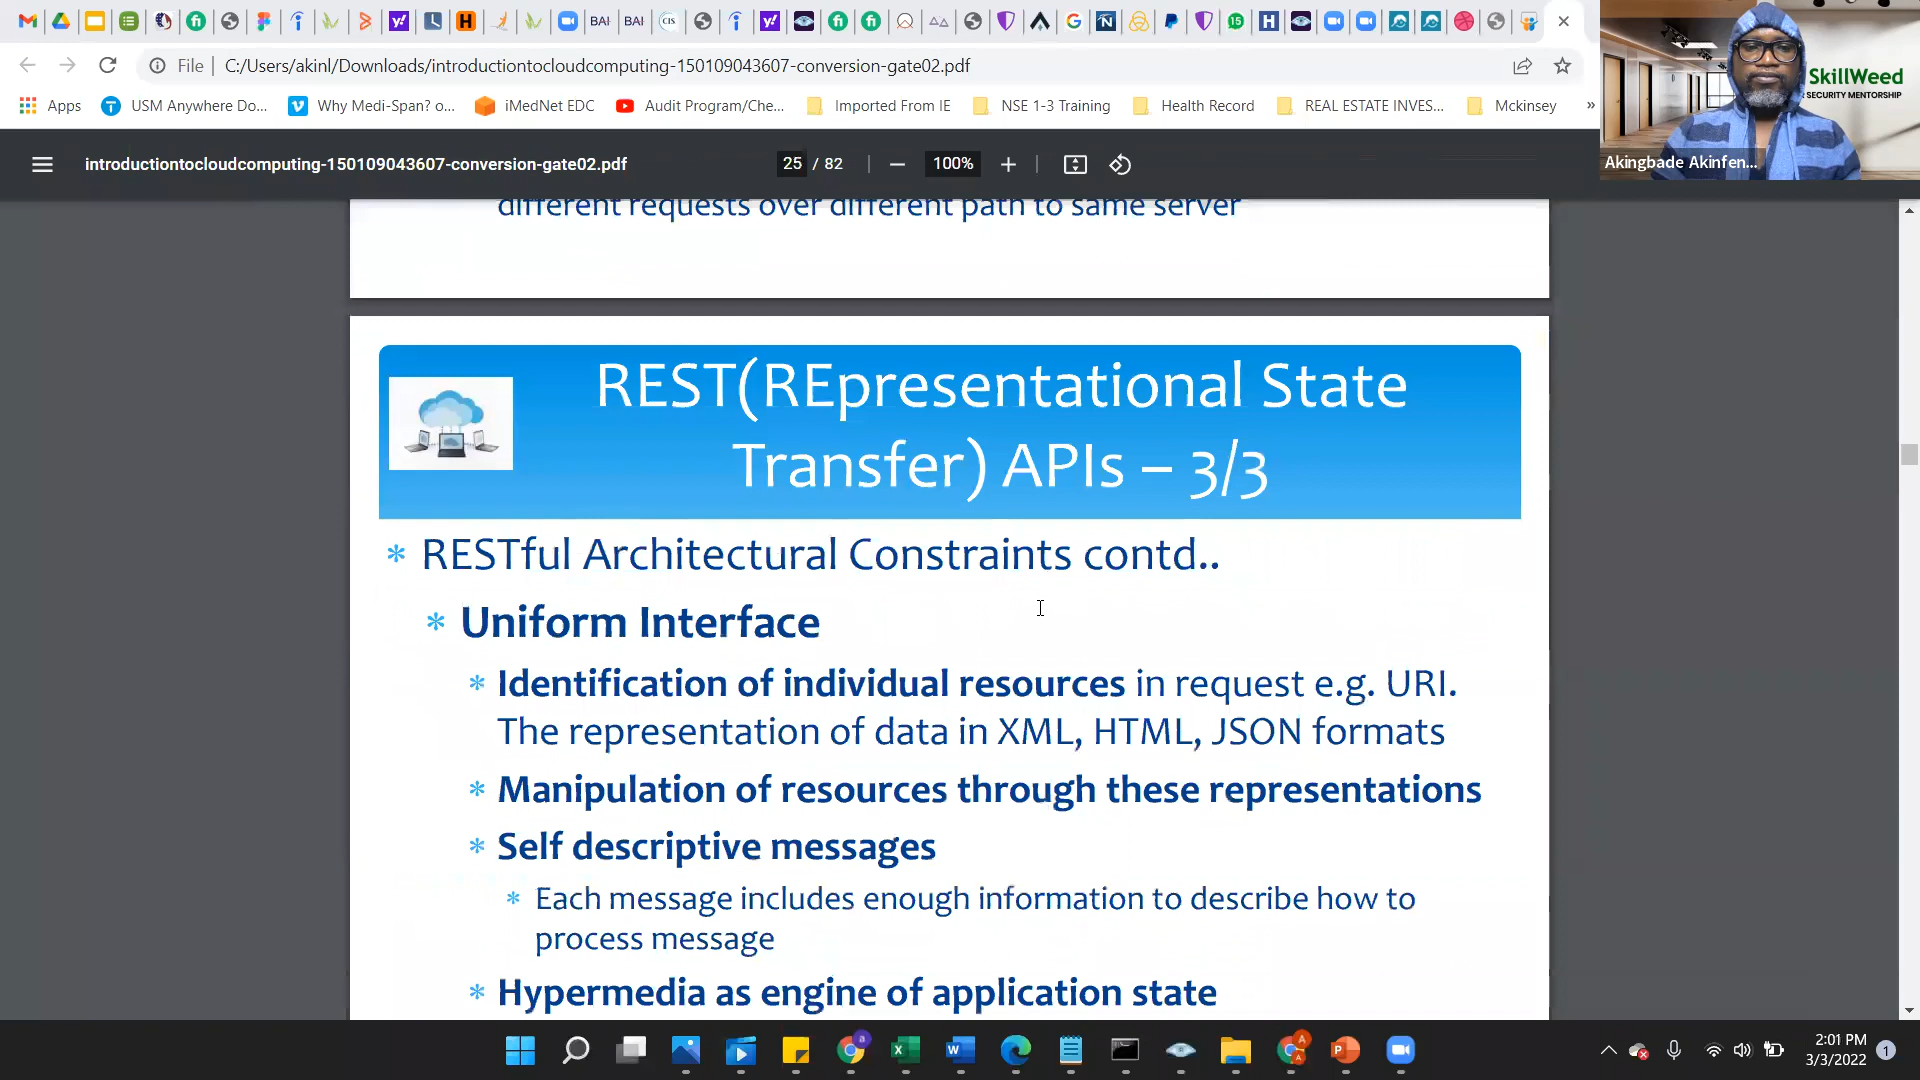 BAI
BAI
CIS
15
File
C:/Users/akinl/Downloads/introductiontocloudcomputing-150109043607-conversion-gate02.pdf
Apps
USM Anywhere Do...
Why Medi-Span? o...
iMedNet EDC
Audit Program/Che...
Imported From IE
NSE 1-3 Training
Health Record
REAL ESTATE INVES...
Mckinsey
»
SkillWeed
SECURITY MENTORSHIP
Akingbade Akinfen...
introductiontocloudcomputing-150109043607-conversion-gate02.pdf
25 / 82
100%
different requests over different path to same server
REST(REpresentational State
Transfer) APIs – 3/3
* RESTful Architectural Constraints contd..
* Uniform Interface
* Identification of individual resources in request e.g. URI.
The representation of data in XML, HTML, JSON formats
* Manipulation of resources through these representations
* Self descriptive messages
* Each message includes enough information to describe how to
process message
* Hypermedia as engine of application state
2:01 PM
3/3/2022
1